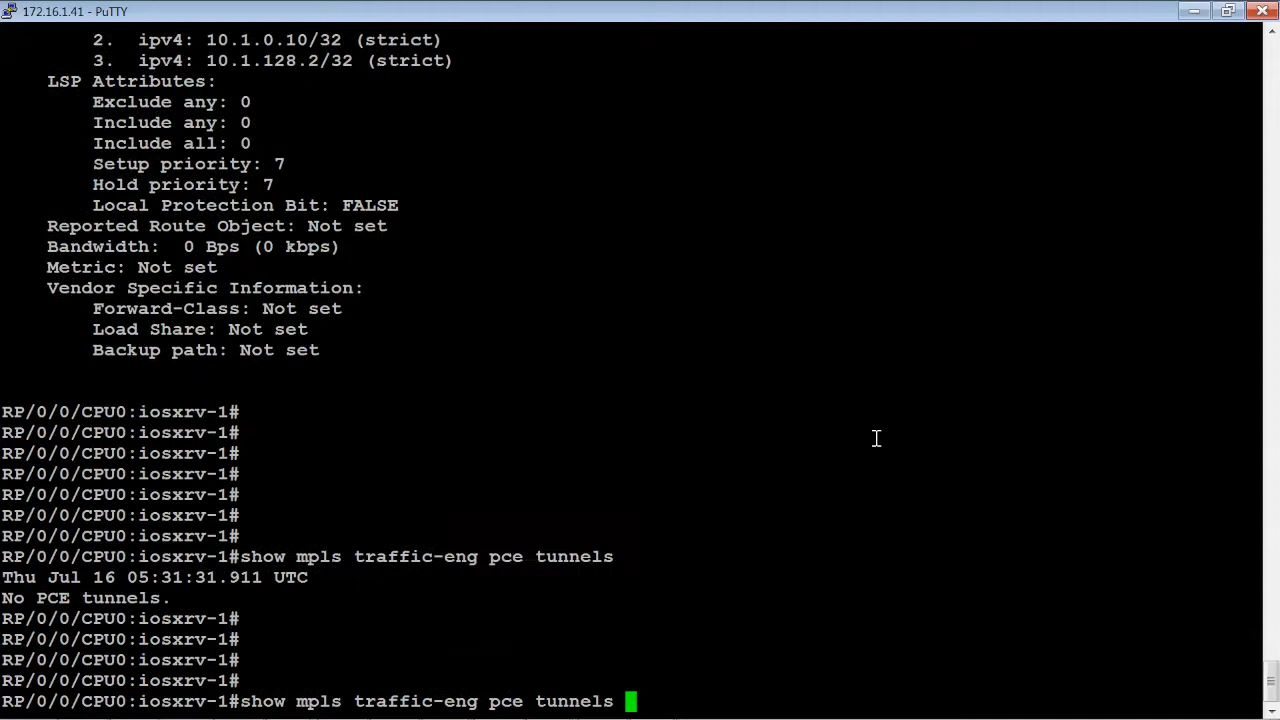 172.16.1.41 - PuTTY
2. ipv4: 10.1.0.10/32 (strict)
3. ipv4: 10.1.128.2/32 (strict)
LSP Attributes:
Exclude any: 0
Include any: 0
Include all: 0
Setup priority: 7
Hold priority: 7
Local Protection Bit: FALSE
Reported Route Object: Not set
Bandwidth: 0 Bps (0 kbps)
Metric: Not set
Vendor Specific Information:
Forward-Class: Not set
Load Share: Not set
Backup path: Not set
RP/0/0/CPU0:iosxrv-1#
RP/0/0/CPU0:iosxrv-1#
RP/0/0/CPU0:iosxrv-1#
RP/0/0/CPU0:iosxrv-1#
RP/0/0/CPU0:iosxrv-1#
RP/0/0/CPU0:iosxrv-1#
RP/0/0/CPU0:iosxrv-1#
RP/0/0/CPU0:iosxrv-1#show mpls traffic-eng pce tunnels
Thu Jul 16 05:31:31.911 UTC
No PCE tunnels.
RP/0/0/CPU0:iosxrv-1#
RP/0/0/CPU0:iosxrv-1#
RP/0/0/CPU0:iosxrv-1#
RP/0/0/CPU0:iosxrv-1#
RP/0/0/CPU0:iosxrv-1#show mpls traffic-eng pce tunnels